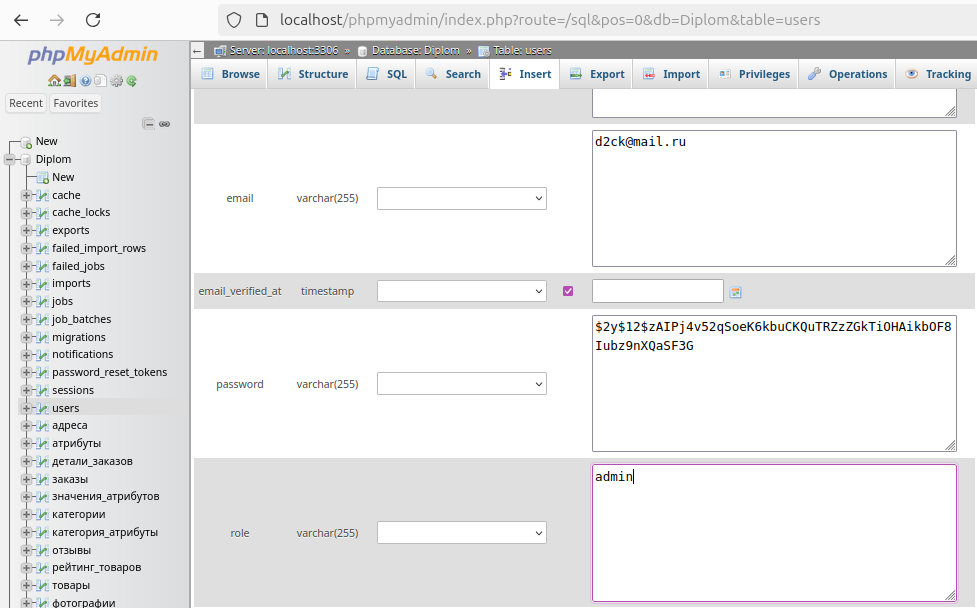 localhost/phpmyadmin/index.php?route=/sql&pos=0&db=Diplom&table=users
phpMyAdmin
Recent
Favorites
New
Diplom
New
cache
cache_locks
exports
failed_import_rows
failed_jobs
imports
jobs
job_batches
migrations
notifications
password_reset_tokens
sessions
users
адреса
атрибуты
детали_заказов
заказы
значения_атрибутов
категории
категория_атрибуты
отзывы
рейтинг_товаров
товары
фотографии
Server: localhost:3306 » Database: Diplom » Table: users
Browse Structure SQL Search Insert Export Import Privileges Operations Tracking
email varchar(255) d2ck@mail.ru
email_verified_at timestamp
password varchar(255) $2y$12$zAIPj4v52qSoeK6kbuCKQuTRZzZGkTiOHAikbOF8
Iubz9nXQaSF3G
role varchar(255) admin